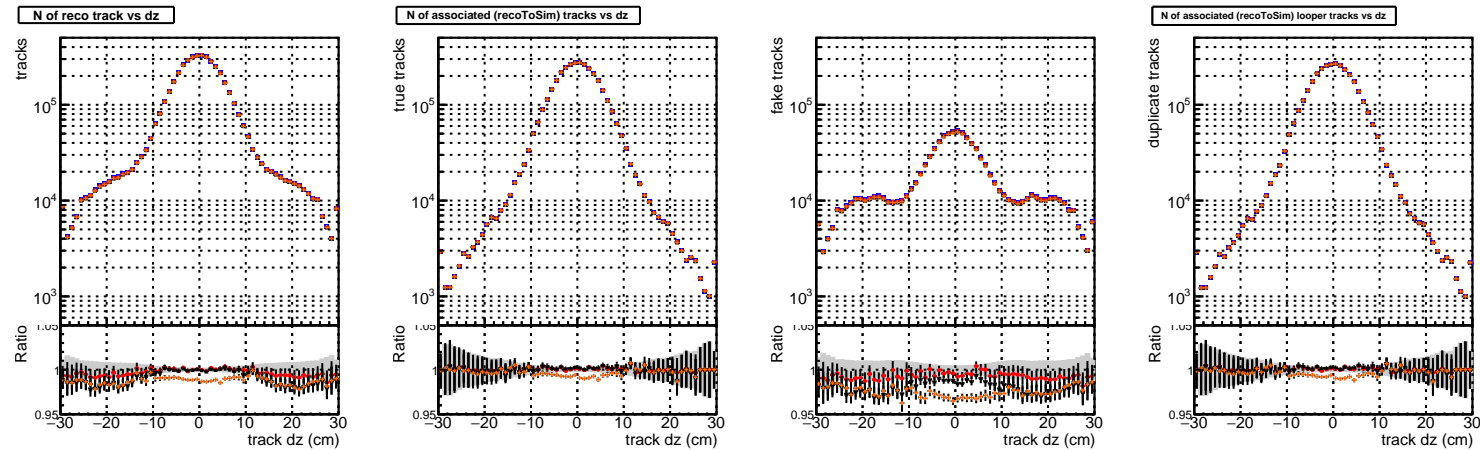 N of reco track vs dz
tracks
10^5
10^4
10^3
Ratio
1.05
1
0.95
−30 −20 −10 0 10 20 30
track dz (cm)
N of associated (recoToSim) tracks vs dz
true tracks
10^5
10^4
10^3
Ratio
1.05
1
0.95
−30 −20 −10 0 10 20 30
track dz (cm)
fake tracks
10^5
10^4
10^3
Ratio
1.05
1
0.95
−30 −20 −10 0 10 20 30
track dz (cm)
N of associated (recoToSim) looper tracks vs dz
duplicate tracks
10^5
10^4
10^3
Ratio
1.05
1
0.95
−30 −20 −10 0 10 20 30
track dz (cm)